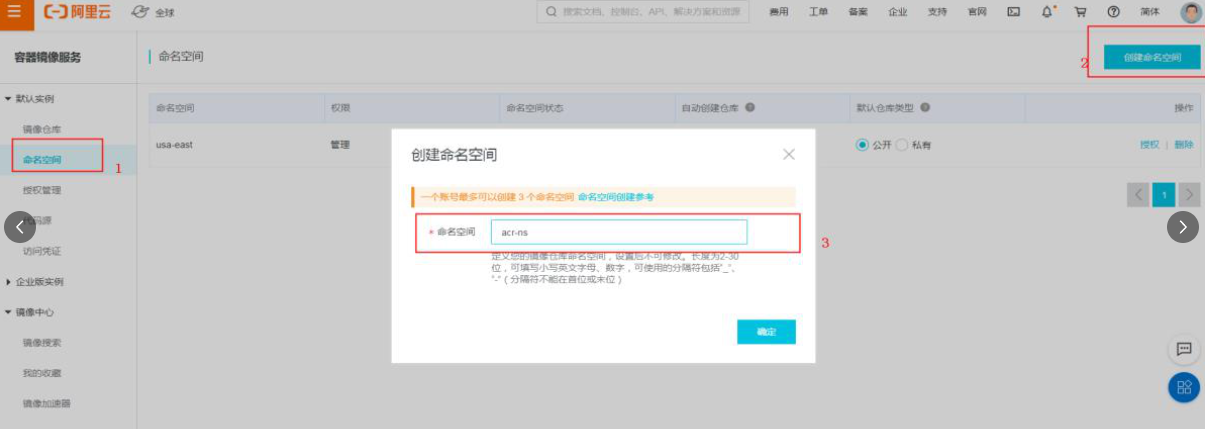 阿里云
全球
搜索文档、控制台、API、解决方案和资源
费用
工单
备案
企业
支持
官网
简体
容器镜像服务
命名空间
创建命名空间
2
默认实例
镜像仓库
命名空间
1
授权管理
访问凭证
企业版实例
镜像中心
镜像搜索
我的收藏
镜像加速器
命名空间
权限
命名空间状态
自动创建仓库
默认仓库类型
操作
usa-east
管理
公开
私有
授权 | 删除
1
创建命名空间
一个账号最多可以创建 3 个命名空间 命名空间创建参考
* 命名空间
acr-ns
3
定义您的镜像仓库命名空间，设置后不可修改。长度为2-30
位，可填写小写英文字母、数字，可使用的分隔符包括"_"、
"-"（分隔符不能在首位或末位）
确定